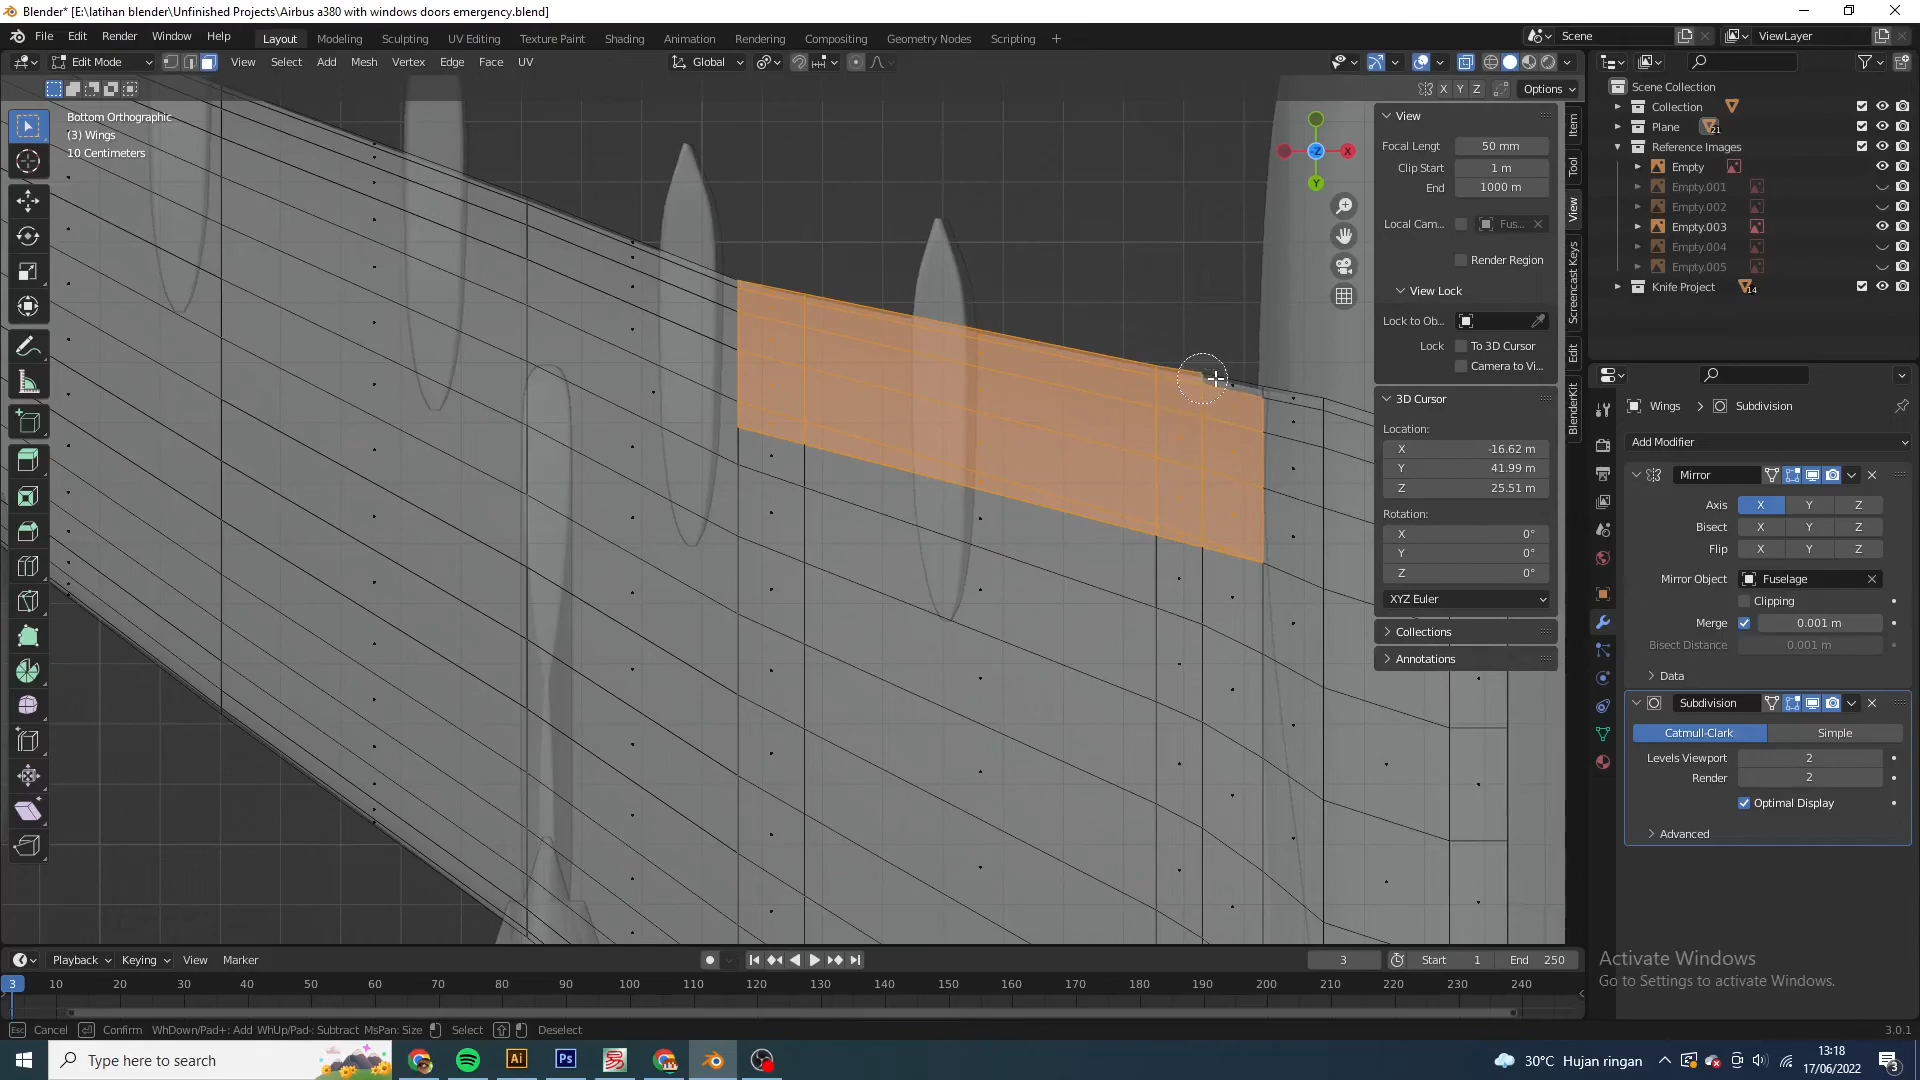 Blender* [E:\latihan blender\Unfinished Projects\Airbus a380 with windows doors emergency.blend]
File Edit Render Window Help Layout Modeling Sculpting UV Editing Texture Paint Shading Animation Rendering Compositing Geometry Nodes Scripting + Scene ViewLayer
Edit Mode View Select Add Mesh Vertex Edge Face UV Global
X Y Z Options
Bottom Orthographic
(3) Wings
10 Centimeters
X
Y
-Z
View
Focal Lengt 50 mm
Clip Start 1 m
End 1000 m
Local Cam... Fus...
Render Region
View Lock
Lock to Ob...
Lock To 3D Cursor
Camera to Vi...
3D Cursor
Location:
X -16.62 m
Y 41.99 m
Z 25.51 m
Rotation:
X 0°
Y 0°
Z 0°
XYZ Euler
Collections
Annotations
Item
Tool
View
Screencast Keys
Edit
BlenderKit
Scene Collection
Collection
Plane 21
Reference Images
Empty
Empty.001
Empty.002
Empty.003
Empty.004
Empty.005
Knife Project 14
Wings > Subdivision
Add Modifier
Mirror
Axis X Y Z
Bisect X Y Z
Flip X Y Z
Mirror Object Fuselage
Clipping
Merge 0.001 m
Bisect Distance 0.001 m
Data
Subdivision
Catmull-Clark Simple
Levels Viewport 2
Render 2
Optimal Display
Advanced
Activate Windows
Go to Settings to activate Windows.
Playback Keying View Marker 3 Start 1 End 250
3 10 20 30 40 50 60 70 80 90 100 110 120 130 140 150 160 170 180 190 200 210 220 230 240
Esc Cancel Confirm WhDown/Pad+: Add WhUp/Pad-: Subtract MsPan: Size Select Deselect 3.0.1
Type here to search Ai Ps 30°C Hujan ringan 13:18
17/06/2022 3